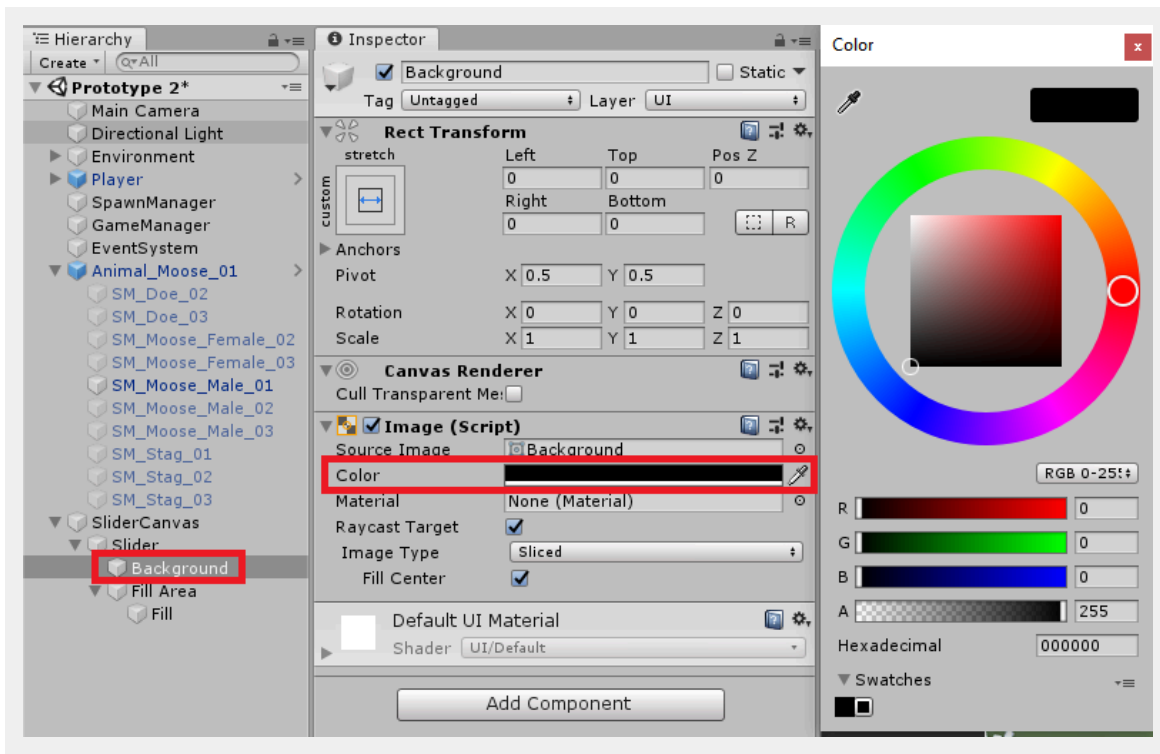 Hierarchy
Create
All
Prototype 2*
Main Camera
Directional Light
Environment
Player
SpawnManager
GameManager
EventSystem
Animal_Moose_01
SM_Doe_02
SM_Doe_03
SM_Moose_Female_02
SM_Moose_Female_03
SM_Moose_Male_01
SM_Moose_Male_02
SM_Moose_Male_03
SM_Stag_01
SM_Stag_02
SM_Stag_03
SliderCanvas
Slider
Background
Fill Area
Fill
Inspector
Background Static
Tag Untagged Layer UI
Rect Transform
stretch Left Top Pos Z
custom
0 0 0
Right Bottom
0 0 R
Anchors
Pivot X 0.5 Y 0.5
Rotation X 0 Y 0 Z 0
Scale X 1 Y 1 Z 1
Canvas Renderer
Cull Transparent Me
Image (Script)
Source Image Background
Color
Material None (Material)
Raycast Target
Image Type Sliced
Fill Center
Default UI Material
Shader UI/Default
Add Component
Color
x
RGB 0-25
R 0
G 0
B 0
A 255
Hexadecimal 000000
Swatches